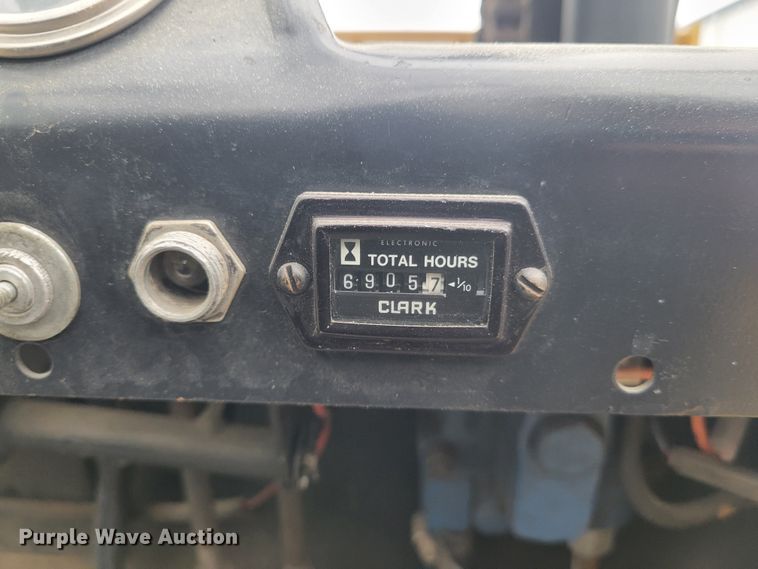 ELECTRONIC
TOTAL HOURS
69057 ◄1/10
CLARK
Purple Wave Auction